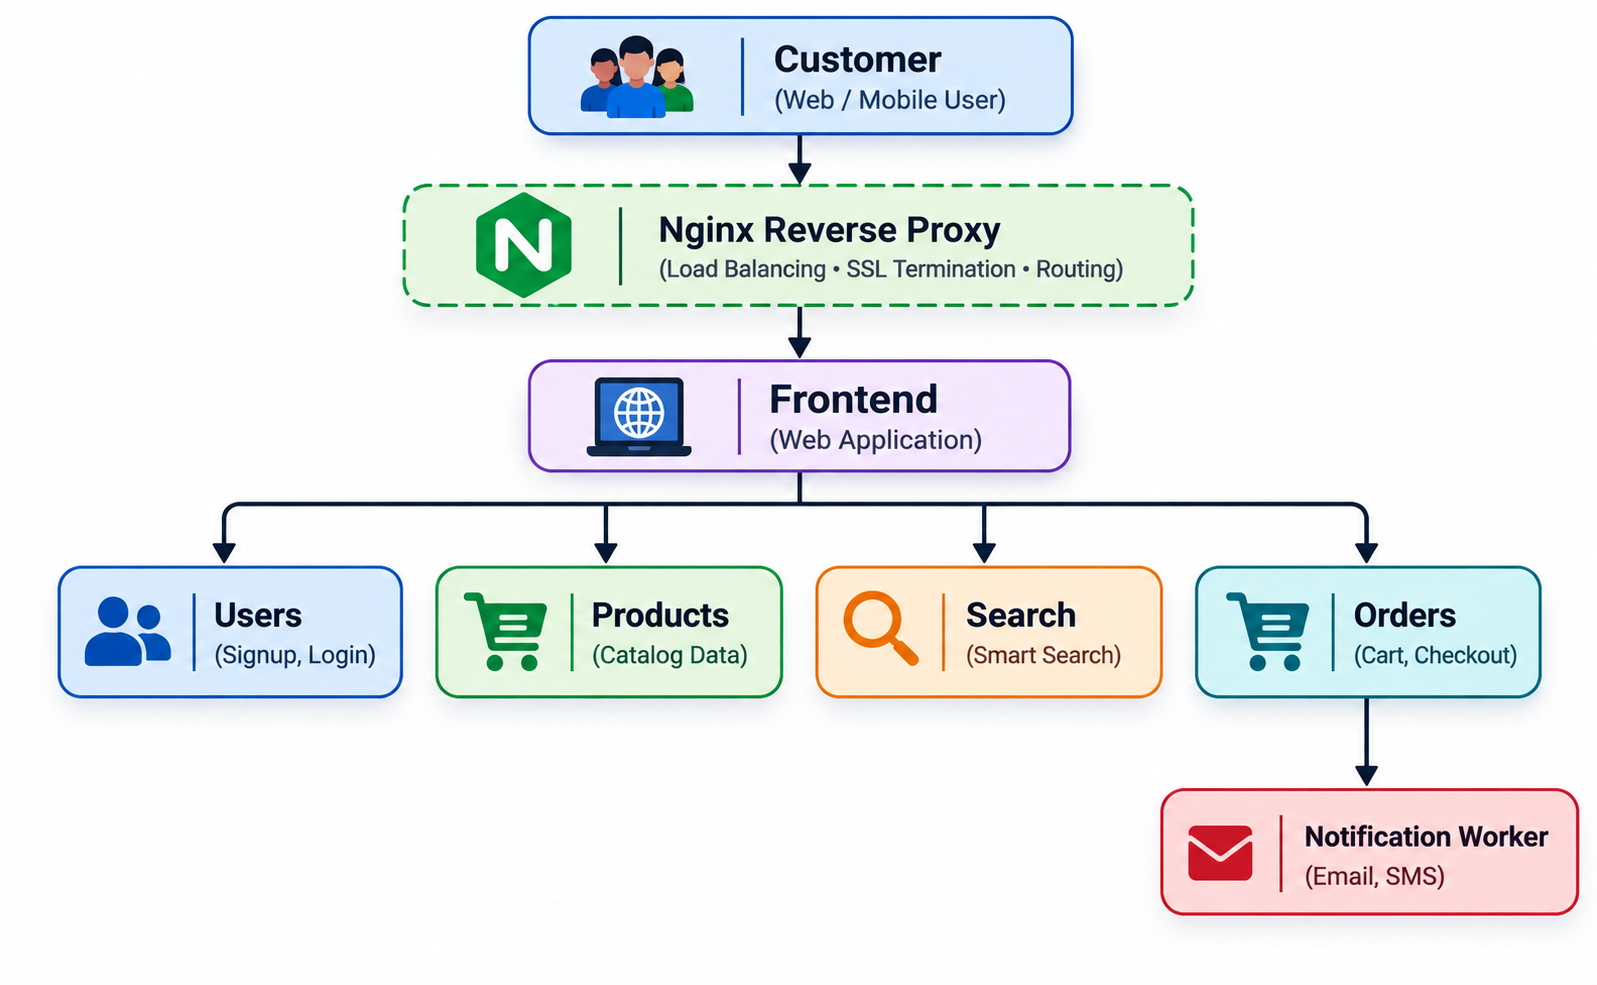 Customer
(Web / Mobile User)
N
Nginx Reverse Proxy
(Load Balancing • SSL Termination • Routing)
Frontend
(Web Application)
Users
(Signup, Login)
Products
(Catalog Data)
Search
(Smart Search)
Orders
(Cart, Checkout)
Notification Worker
(Email, SMS)